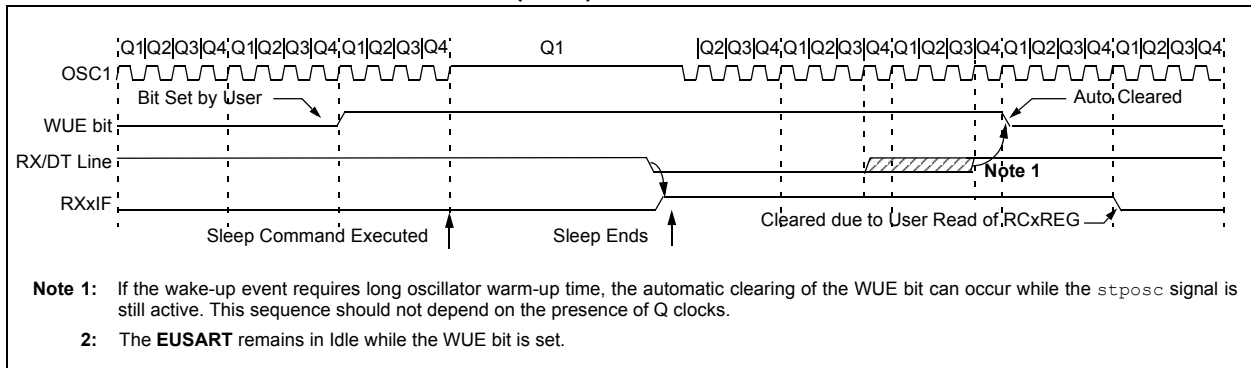 Q1|Q2|Q3|Q4|Q1|Q2|Q3|Q4|Q1|Q2|Q3|Q4 Q1 |Q2|Q3|Q4|Q1|Q2|Q3|Q4|Q1|Q2|Q3|Q4|Q1|Q2|Q3|Q4|Q1|Q2|Q3|Q4
OSC1
Bit Set by User Auto Cleared
WUE bit
RX/DT Line
Note 1
RXxIF
Cleared due to User Read of RCxREG
Sleep Command Executed Sleep Ends
Note 1: If the wake-up event requires long oscillator warm-up time, the automatic clearing of the WUE bit can occur while the stposc signal is
still active. This sequence should not depend on the presence of Q clocks.
2: The EUSART remains in Idle while the WUE bit is set.